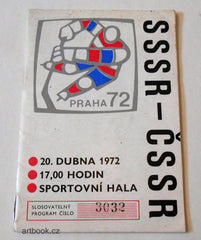 PRAHA 72
SSSR–ČSSR
20. DUBNA 1972
17,00 HODIN
SPORTOVNÍ HALA
SLOSOVATELNÝ
PROGRAM ČÍSLO
3032
artbook.cz